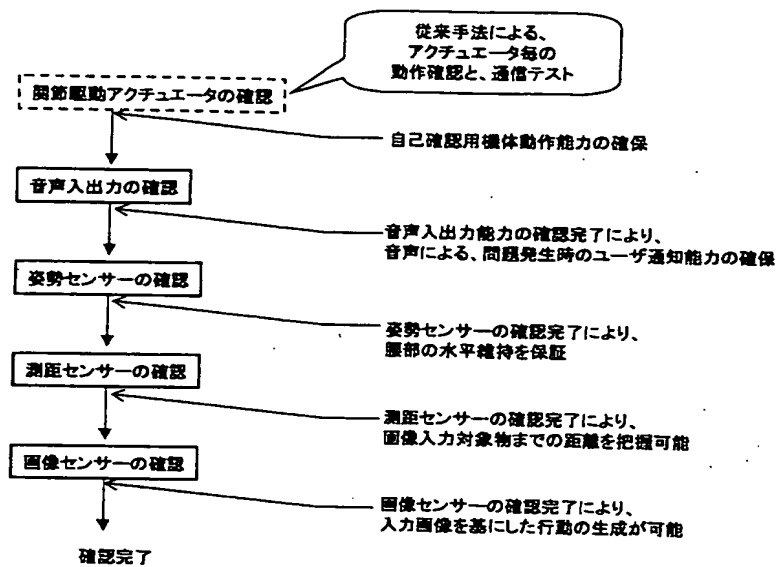 従来手法による、
アクチュエータ毎の
動作確認と、通信テスト
関節駆動アクチュエータの確認
自己確認用機体動作能力の確保
音声入出力の確認
音声入出力能力の確認完了により、
音声による、問題発生時のユーザ通知能力の確保
姿勢センサーの確認
姿勢センサーの確認完了により、
腰部の水平維持を保証
測距センサーの確認
測距センサーの確認完了により、
画像入力対象物までの距離を把握可能
画像センサーの確認
画像センサーの確認完了により、
入力画像を基にした行動の生成が可能
確認完了